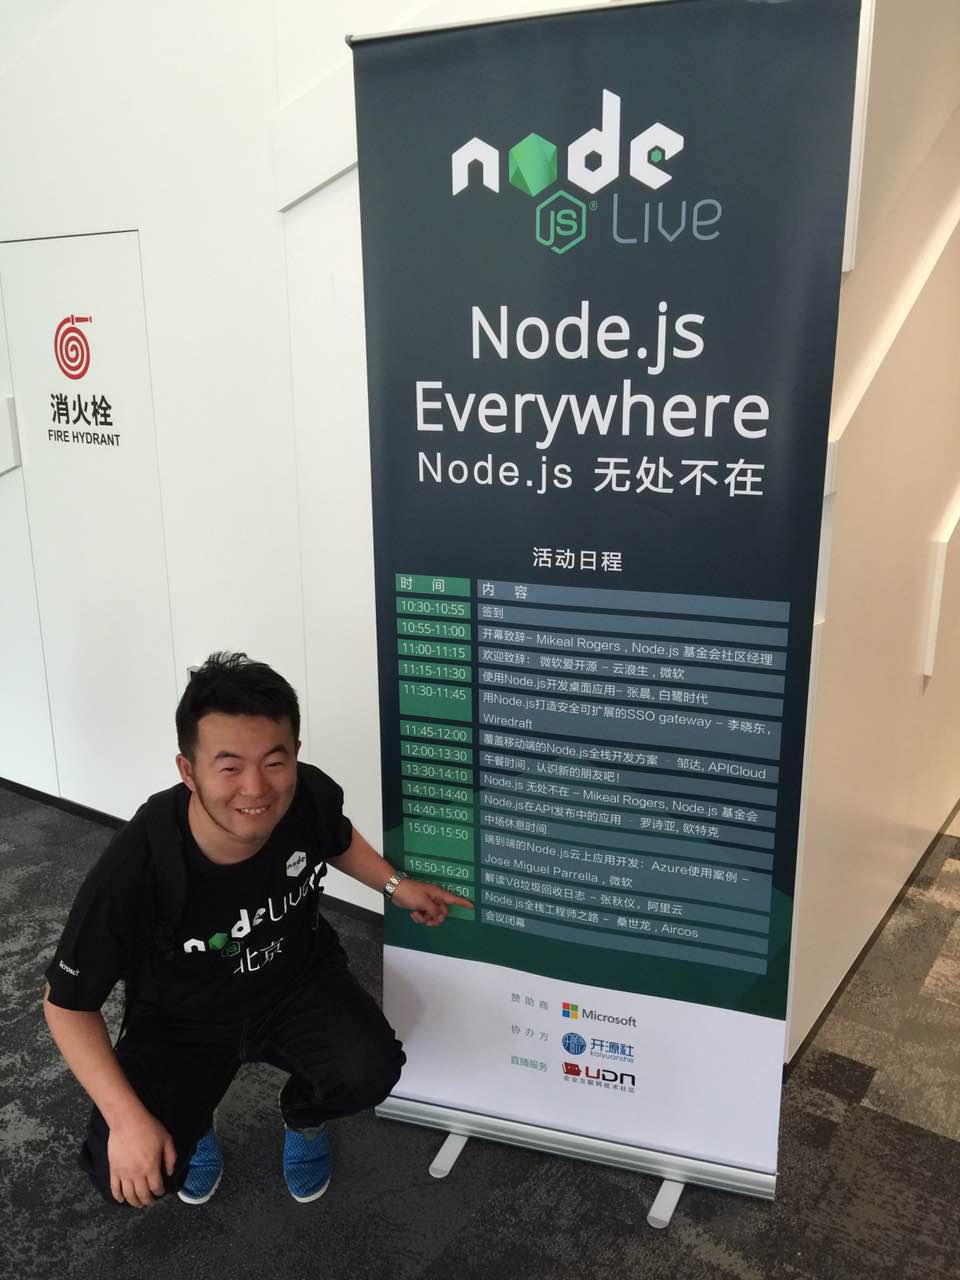 node
JS® Live
Node.js
Everywhere
Node.js 无处不在
消火栓
FIRE HYDRANT
活动日程
时 间 内 容
10:30-10:55 签到
10:55-11:00 开幕致辞- Mikeal Rogers , Node.js 基金会社区经理
11:00-11:15 欢迎致辞： 微软爱开源 - 云浪生 , 微软
11:15-11:30 使用Node.js开发桌面应用- 张晨, 白鹭时代
11:30-11:45 用Node.js打造安全可扩展的SSO gateway - 李晓东 ,
Wiredraft
11:45-12:00 覆盖移动端的Node.js全栈开发方案 - 邹达, APICloud
12:00-13:30 午餐时间，认识新的朋友吧！
13:30-14:10 Node.js 无处不在 - Mikeal Rogers, Node.js 基金会
14:10-14:40 Node.js在API发布中的应用 - 罗诗亚, 欧特克
14:40-15:00 中场休息时间
15:00-15:50 端到端的Node.js云上应用开发：Azure使用案例 -
Jose Miguel Parrella , 微软
15:50-16:20 解读V8垃圾回收日志 - 张秋仪，阿里云
16:50 Node.js全栈工程师之路 - 桑世龙 , Aircos
会议闭幕
赞助商 Microsoft
协办方 开源社
kaiyuanshe
直播服务 UDN
企业互联网技术社区
node
node Live
JS
北京